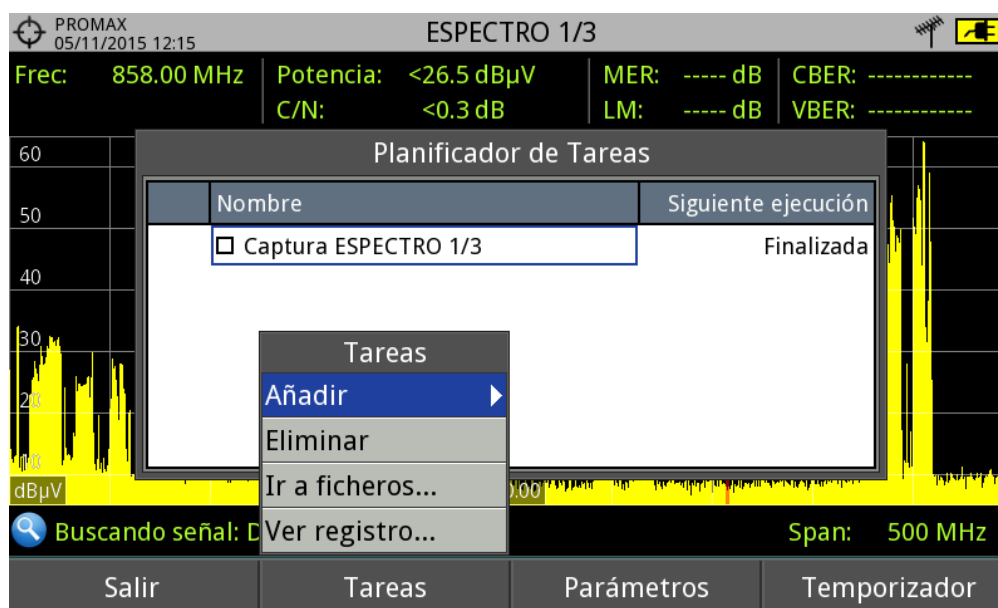 PROMAX
05/11/2015 12:15
ESPECTRO 1/3
Frec: 858.00 MHz
Potencia: <26.5 dBµV
MER: ----- dB
CBER: ------------
C/N: <0.3 dB
LM: ----- dB
VBER: ------------
Planificador de Tareas
Nombre
Siguiente ejecución
Captura ESPECTRO 1/3
Finalizada
60
50
40
30
20
10
dBµV
Tareas
Añadir
Eliminar
Ir a ficheros...
Ver registro...
.00
Buscando señal: D
Span: 500 MHz
Salir
Tareas
Parámetros
Temporizador